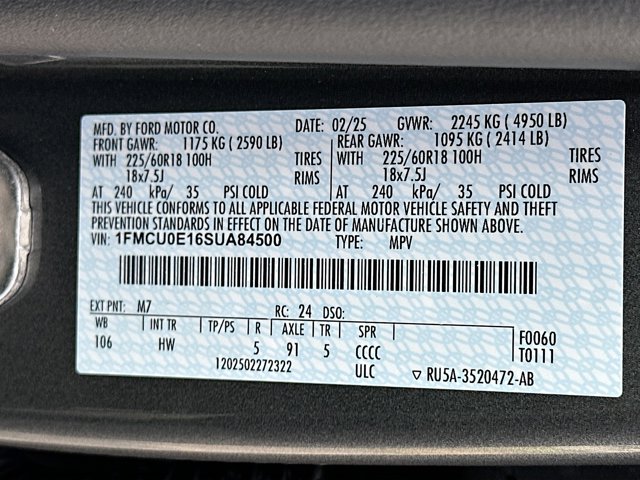 MFD. BY FORD MOTOR CO. DATE: 02/25 GVWR: 2245 KG ( 4950 LB)
FRONT GAWR: 1175 KG ( 2590 LB) REAR GAWR: 1095 KG ( 2414 LB)
WITH 225/60R18 100H TIRES WITH 225/60R18 100H TIRES
18x7.5J RIMS 18x7.5J RIMS
AT 240 kPa/ 35 PSI COLD AT 240 kPa/ 35 PSI COLD
THIS VEHICLE CONFORMS TO ALL APPLICABLE FEDERAL MOTOR VEHICLE SAFETY AND THEFT
PREVENTION STANDARDS IN EFFECT ON THE DATE OF MANUFACTURE SHOWN ABOVE.
VIN: 1FMCU0E16SUA84500 TYPE: MPV
EXT PNT: M7 RC: 24 DSO:
WB INT TR TP/PS R AXLE TR SPR F0060
106 HW 5 91 5 CCCC T0111
1202502272322 ULC ▽ RU5A-3520472-AB